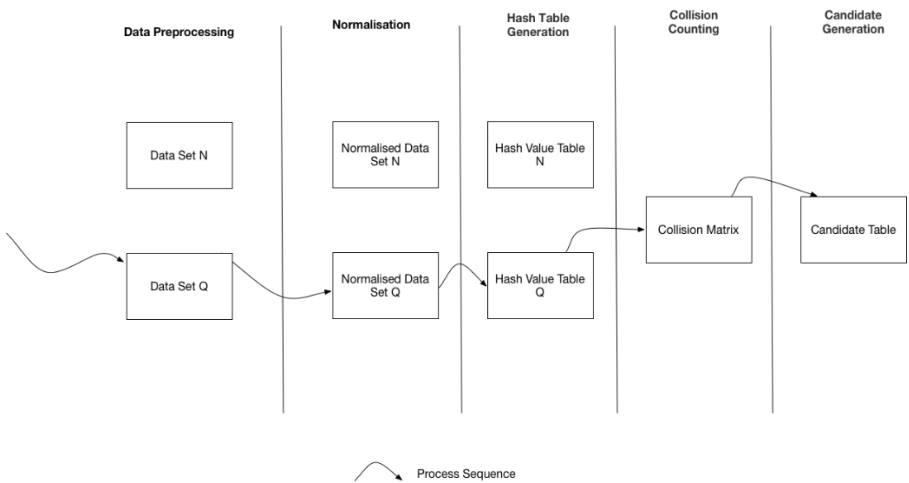 Data Preprocessing
Normalisation
Hash Table
Generation
Collision
Counting
Candidate
Generation
Data Set N
Normalised Data
Set N
Hash Value Table
N
Collision Matrix
Candidate Table
Data Set Q
Normalised Data
Set Q
Hash Value Table
Q
Process Sequence